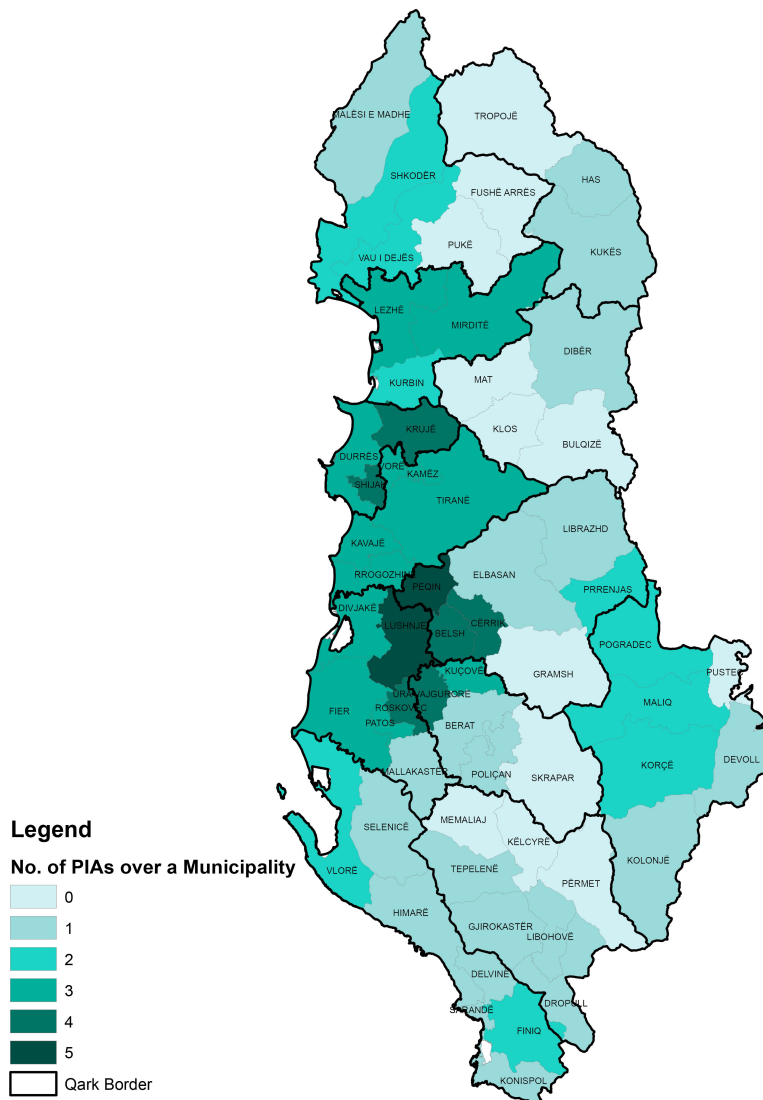 MALËSI E MADHE
TROPOJË
SHKODËR
HAS
FUSHË ARRËS
PUKË
KUKËS
VAU I DEJËS
LEZHË
MIRDITË
DIBËR
KURBIN
MAT
KRUJË
KLOS
BULQIZË
DURRËS
VORË
KAMËZ
SHIJAK
TIRANË
LIBRAZHD
KAVAJË
RROGOZHIN
ELBASAN
PEQIN
PRRENJAS
DIVJAKË
LUSHNJE
CËRRIK
BELSH
POGRADEC
KUÇOVË
GRAMSH
PUSTEC
URA VAJGURORË
MALIQ
ROSKOVEC
FIER
PATOS
BERAT
KORÇË
DEVOLL
MALLAKASTËR
POLIÇAN
SKRAPAR
MEMALIAJ
SELENICË
KËLCYRË
KOLONJË
TEPELENË
VLORË
PËRMET
HIMARË
GJIROKASTËR
LIBOHOVË
DELVINË
SARANDË
DROPULL
FINIQ
KONISPOL
Legend
No. of PIAs over a Municipality
0
1
2
3
4
5
Qark Border